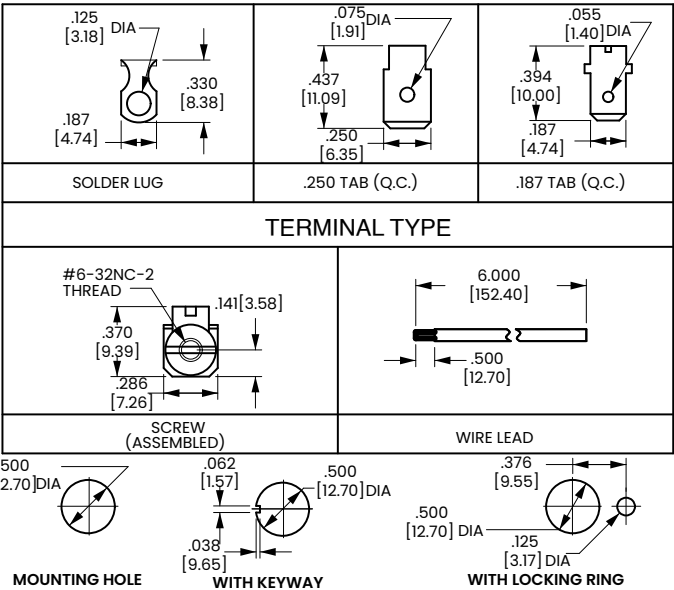 .125
[3.18] DIA
.330
[8.38]
.187
[4.74]
SOLDER LUG
.075
[1.91] DIA
.437
[11.09]
.250
[6.35]
.250 TAB (Q.C.)
.055
[1.40] DIA
.394
[10.00]
.187
[4.74]
.187 TAB (Q.C.)
TERMINAL TYPE
#6-32NC-2
THREAD
.141[3.58]
.370
[9.39]
.286
[7.26]
SCREW
(ASSEMBLED)
6.000
[152.40]
.500
[12.70]
WIRE LEAD
500
2.70]DIA
MOUNTING HOLE
.062
[1.57]
.500
[12.70] DIA
.038
[9.65]
WITH KEYWAY
.376
[9.55]
.500
[12.70] DIA
.125
[3.17] DIA
WITH LOCKING RING